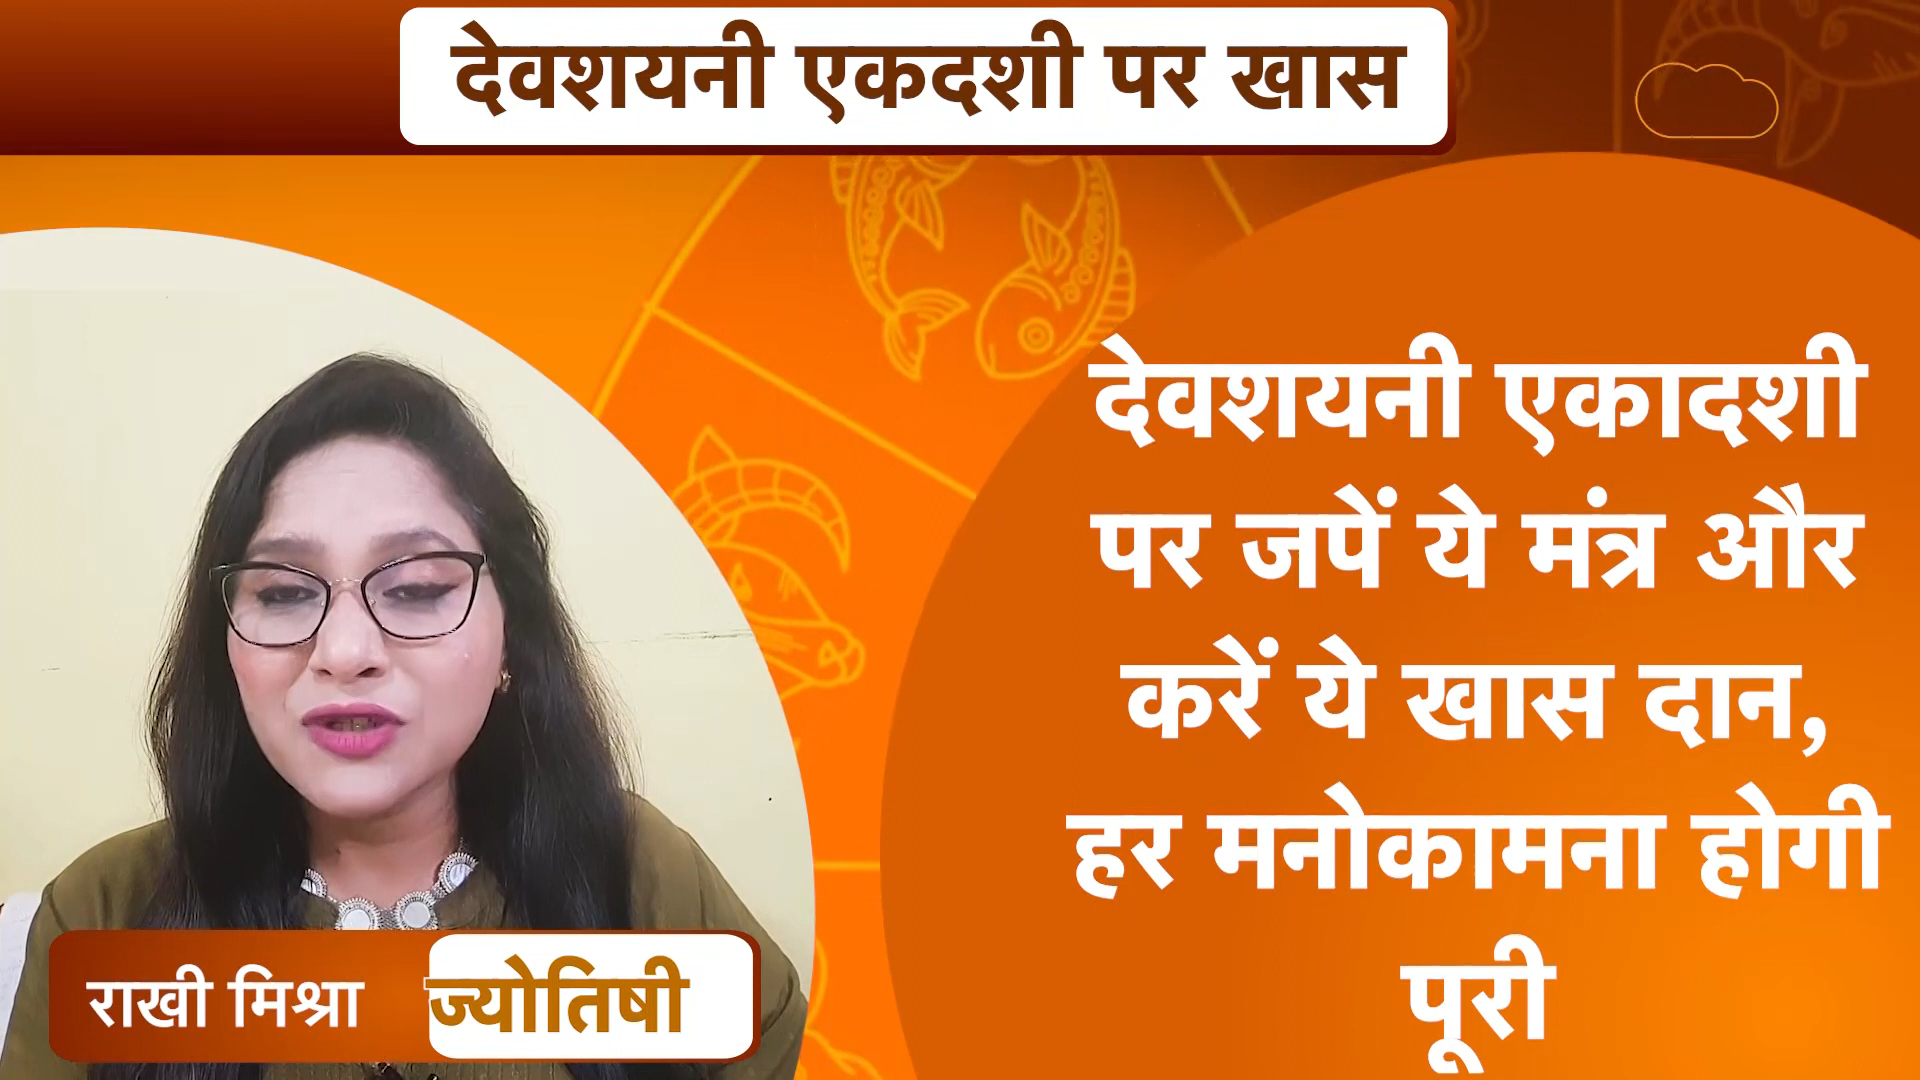 देवशयनी एकदशी पर खास
देवशयनी एकादशी
पर जपें ये मंत्र और
करें ये खास दान,
हर मनोकामना होगी
पूरी
राखी मिश्रा
ज्योतिषी